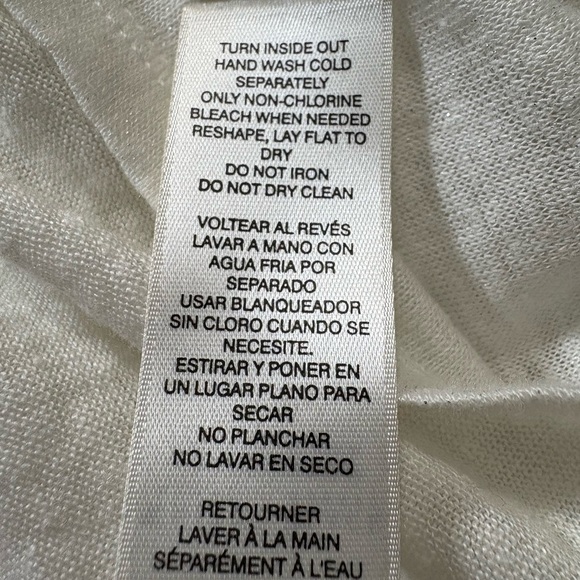 TURN INSIDE OUT
HAND WASH COLD
SEPARATELY
ONLY NON-CHLORINE
BLEACH WHEN NEEDED
RESHAPE, LAY FLAT TO
DRY
DO NOT IRON
DO NOT DRY CLEAN
VOLTEAR AL REVÉS
LAVAR A MANO CON
AGUA FRIA POR
SEPARADO
USAR BLANQUEADOR
SIN CLORO CUANDO SE
NECESITE.
ESTIRAR Y PONER EN
UN LUGAR PLANO PARA
SECAR
NO PLANCHAR
NO LAVAR EN SECO
RETOURNER
LAVER À LA MAIN
SÉPARÉMENT À L'EAU